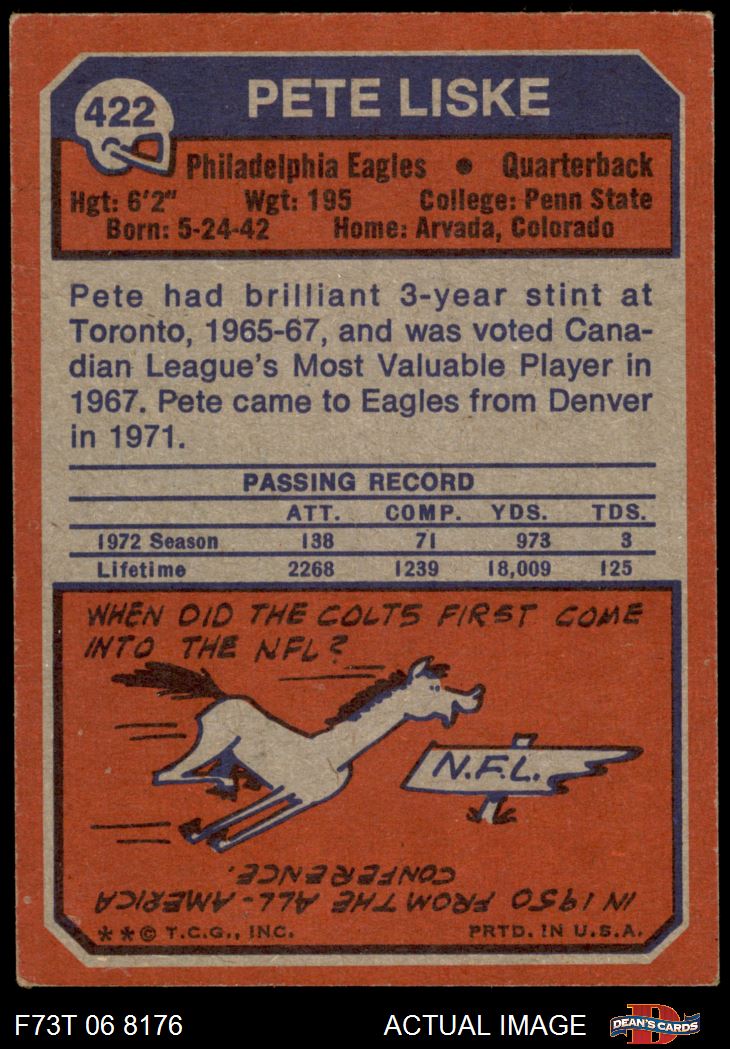 422
PETE LISKE
Philadelphia Eagles • Quarterback
Hgt: 6'2" Wgt: 195 College: Penn State
Born: 5-24-42 Home: Arvada, Colorado
Pete had brilliant 3-year stint at
Toronto, 1965-67, and was voted Cana-
dian League's Most Valuable Player in
1967. Pete came to Eagles from Denver
in 1971.
PASSING RECORD
ATT. COMP. YDS. TDS.
1972 Season 138 71 973 3
Lifetime 2268 1239 18,009 125
WHEN DID THE COLTS FIRST COME
INTO THE NFL?
N.F.L.
IN 1950 FROM THE ALL-AMERICA
CONFERENCE.
**© T.C.G., INC. PRTD. IN U.S.A.
F73T 06 8176 ACTUAL IMAGE DEAN'S CARDS